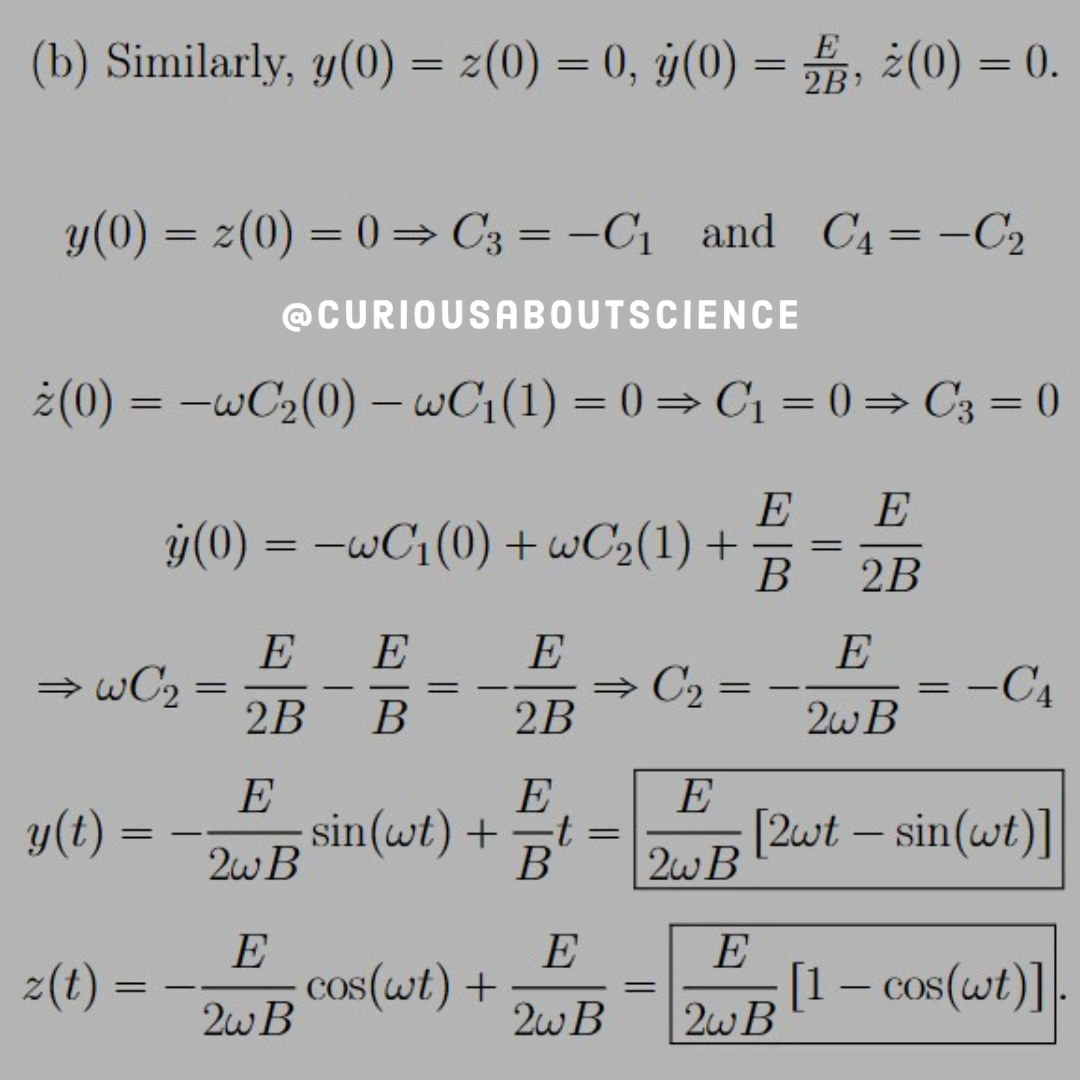 (b) Similarly, y(0) = z(0) = 0, ẏ(0) = E/2B, ż(0) = 0.
y(0) = z(0) = 0 ⇒ C₃ = −C₁ and C₄ = −C₂
@CURIOUSABOUTSCIENCE
ż(0) = −ωC₂(0) − ωC₁(1) = 0 ⇒ C₁ = 0 ⇒ C₃ = 0
ẏ(0) = −ωC₁(0) + ωC₂(1) + E/B = E/2B
⇒ ωC₂ = E/2B − E/B = −E/2B ⇒ C₂ = −E/2ωB = −C₄
y(t) = −E/2ωB sin(ωt) + E/B t = E/2ωB [2ωt − sin(ωt)]
z(t) = −E/2ωB cos(ωt) + E/2ωB = E/2ωB [1 − cos(ωt)].